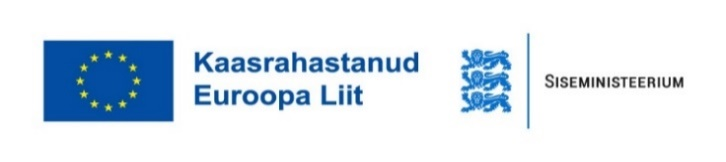 Kaasrahastanud
Euroopa Liit
SISEMINISTEERIUM